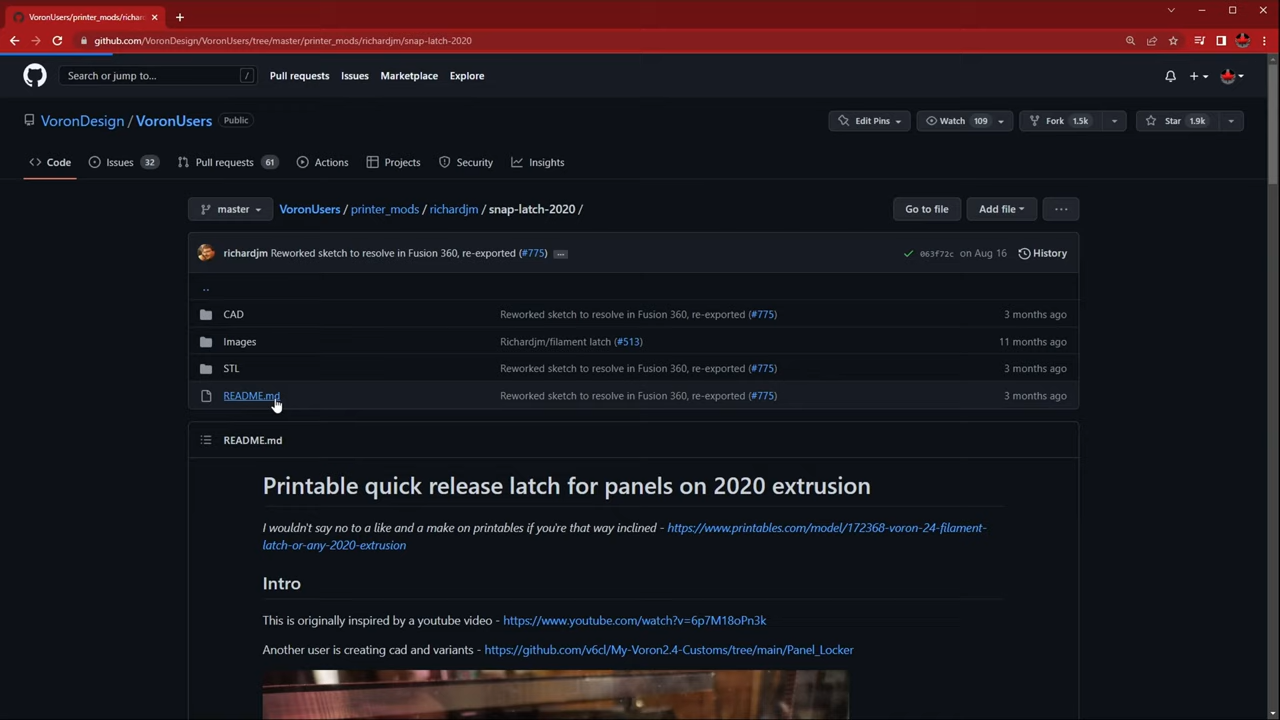 VoronUsers/printer_mods/richar
github.com/VoronDesign/VoronUsers/tree/master/printer_mods/richardjm/snap-latch-2020
Search or jump to... /
Pull requests Issues Marketplace Explore
VoronDesign / VoronUsers Public
Edit Pins Watch 109 Fork 1.5k Star 1.9k
Code Issues 32 Pull requests 61 Actions Projects Security Insights
master VoronUsers / printer_mods / richardjm / snap-latch-2020 / Go to file Add file ...
richardjm Reworked sketch to resolve in Fusion 360, re-exported (#775) ... 063f72c on Aug 16 History
..
CAD Reworked sketch to resolve in Fusion 360, re-exported (#775) 3 months ago
Images Richardjm/filament latch (#513) 11 months ago
STL Reworked sketch to resolve in Fusion 360, re-exported (#775) 3 months ago
README.md Reworked sketch to resolve in Fusion 360, re-exported (#775) 3 months ago
README.md
Printable quick release latch for panels on 2020 extrusion
I wouldn't say no to a like and a make on printables if you're that way inclined - https://www.printables.com/model/172368-voron-24-filament-
latch-or-any-2020-extrusion
Intro
This is originally inspired by a youtube video - https://www.youtube.com/watch?v=6p7M18oPn3k
Another user is creating cad and variants - https://github.com/v6cl/My-Voron2.4-Customs/tree/main/Panel_Locker